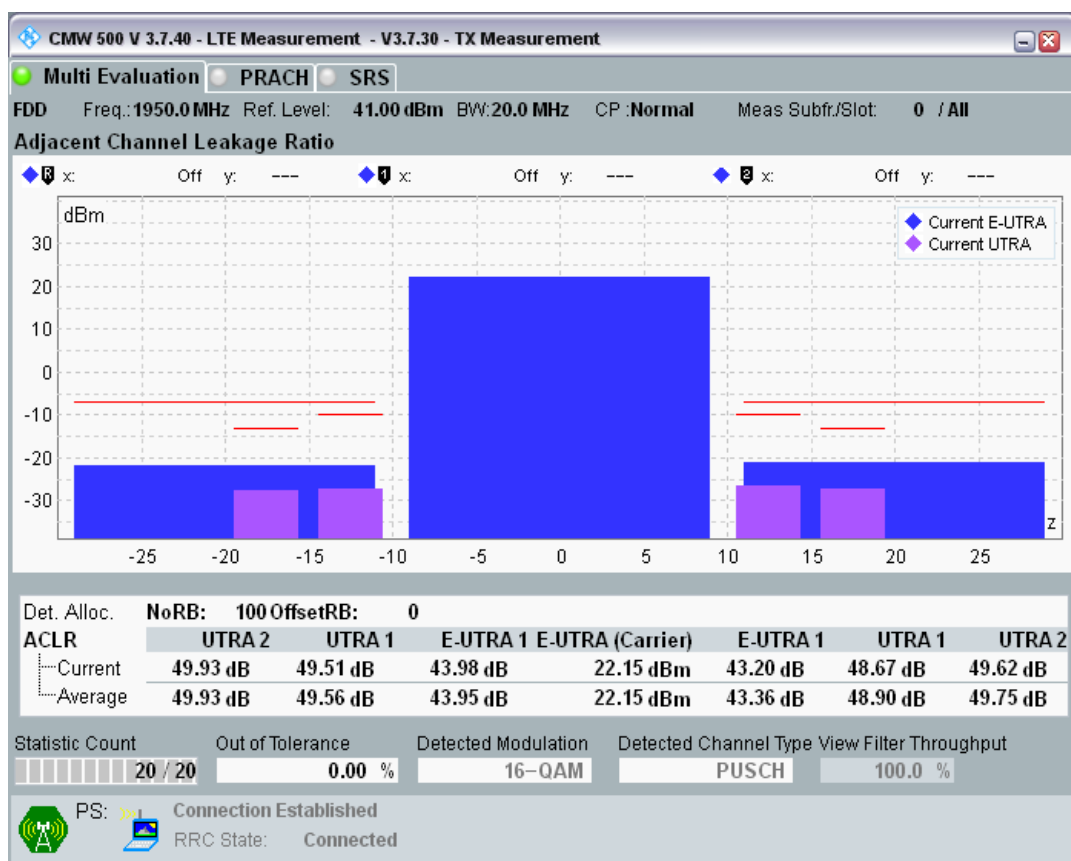 CMW 500 V 3.7.40 - LTE Measurement - V3.7.30 - TX Measurement
Multi Evaluation PRACH SRS
FDD Freq.: 1950.0 MHz Ref. Level: 41.00 dBm BW: 20.0 MHz CP : Normal Meas Subfr./Slot: 0 / All
Adjacent Channel Leakage Ratio
R x: Off y: --- 1 x: Off y: --- 2 x: Off y: ---
dBm
Current E-UTRA
Current UTRA
30
20
10
0
-10
-20
-30
z
-25 -20 -15 -10 -5 0 5 10 15 20 25
Det. Alloc. NoRB: 100 OffsetRB: 0
ACLR UTRA 2 UTRA 1 E-UTRA 1 E-UTRA (Carrier) E-UTRA 1 UTRA 1 UTRA 2
Current 49.93 dB 49.51 dB 43.98 dB 22.15 dBm 43.20 dB 48.67 dB 49.62 dB
Average 49.93 dB 49.56 dB 43.95 dB 22.15 dBm 43.36 dB 48.90 dB 49.75 dB
Statistic Count Out of Tolerance Detected Modulation Detected Channel Type View Filter Throughput
20 / 20 0.00 % 16-QAM PUSCH 100.0 %
PS: Connection Established
RRC State: Connected